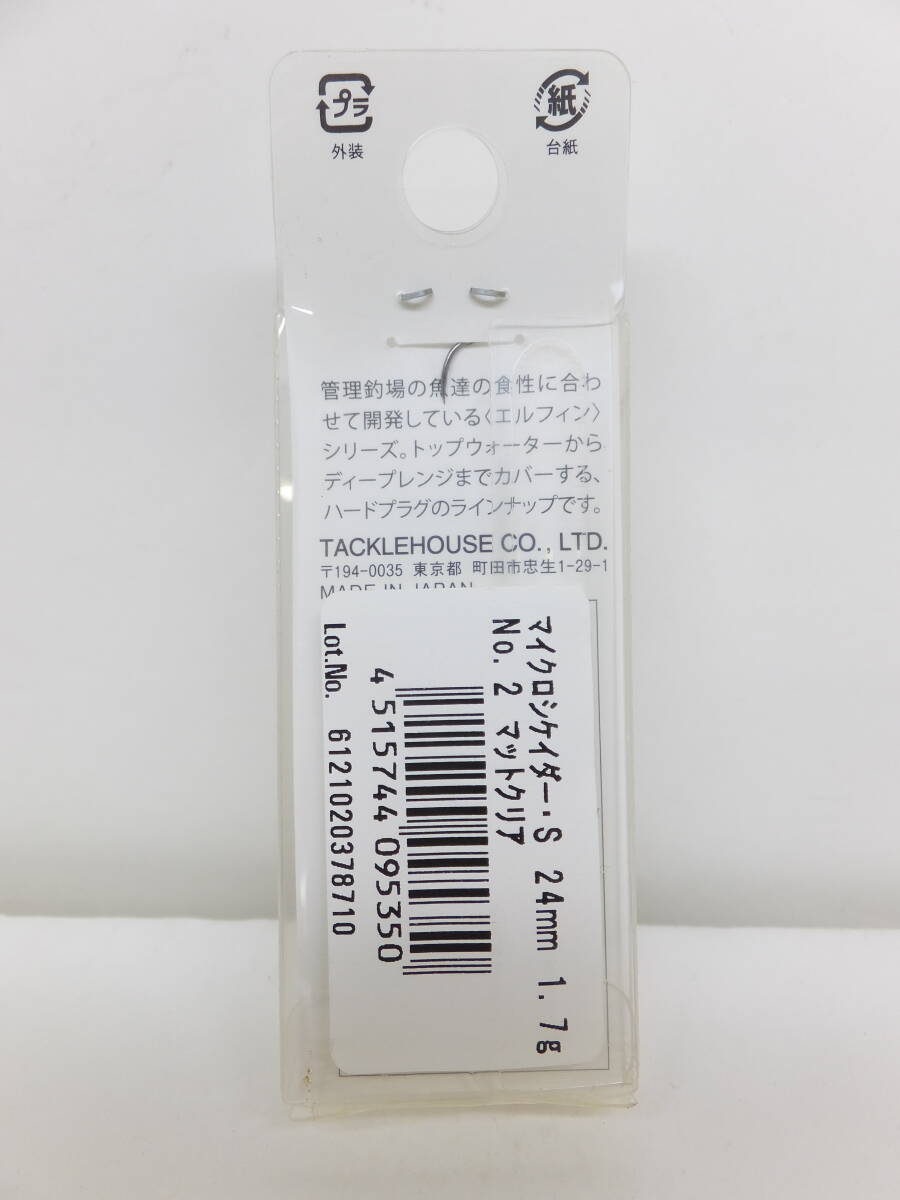 プラ
外装
紙
台紙
管理釣場の魚達の食性に合わ
せて開発している〈エルフィン〉
シリーズ。トップウォーターから
ディープレンジまでカバーする、
ハードプラグのラインナップです。
TACKLEHOUSE CO., LTD.
〒194-0035 東京都 町田市忠生1-29-1
MADE IN JAPAN
マイクロシケイダー・S 24mm 1.7g
No.2 マットクリア
4 515744 095350
Lot.No. 612102037871０